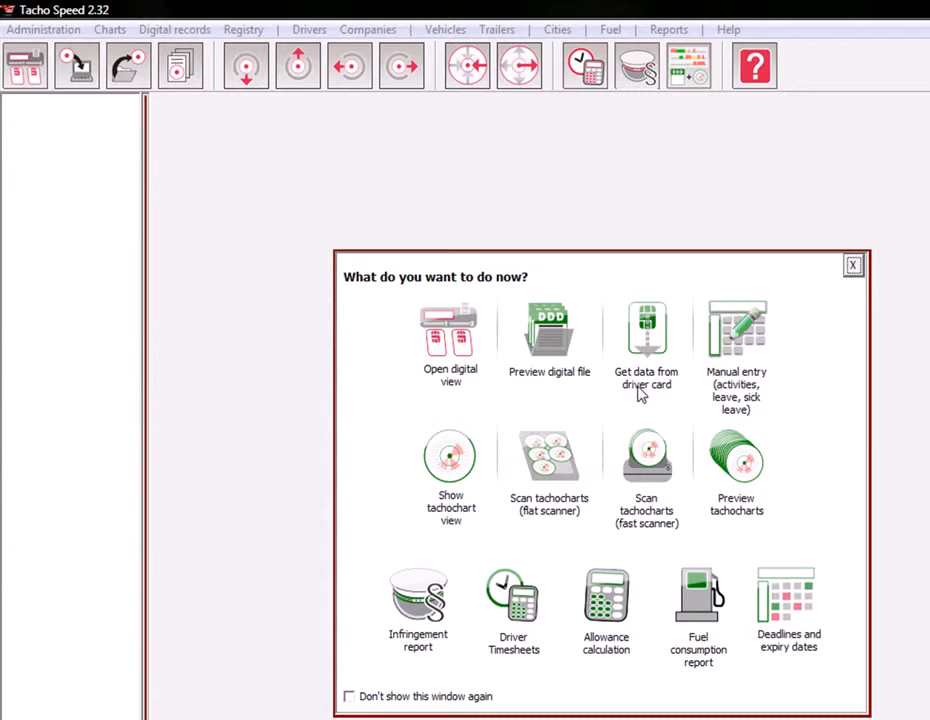 Tacho Speed 2.32
Administration Charts Digital records Registry Drivers Companies Vehicles Trailers Cities Fuel Reports Help
§
?
What do you want to do now?
X
DDD
Open digital
view
Preview digital file
Get data from
driver card
Manual entry
(activities,
leave, sick
leave)
Show
tachochart
view
Scan tachocharts
(flat scanner)
Scan
tachocharts
(fast scanner)
Preview
tachocharts
§
Infringement
report
Driver
Timesheets
Allowance
calculation
Fuel
consumption
report
Deadlines and
expiry dates
Don't show this window again